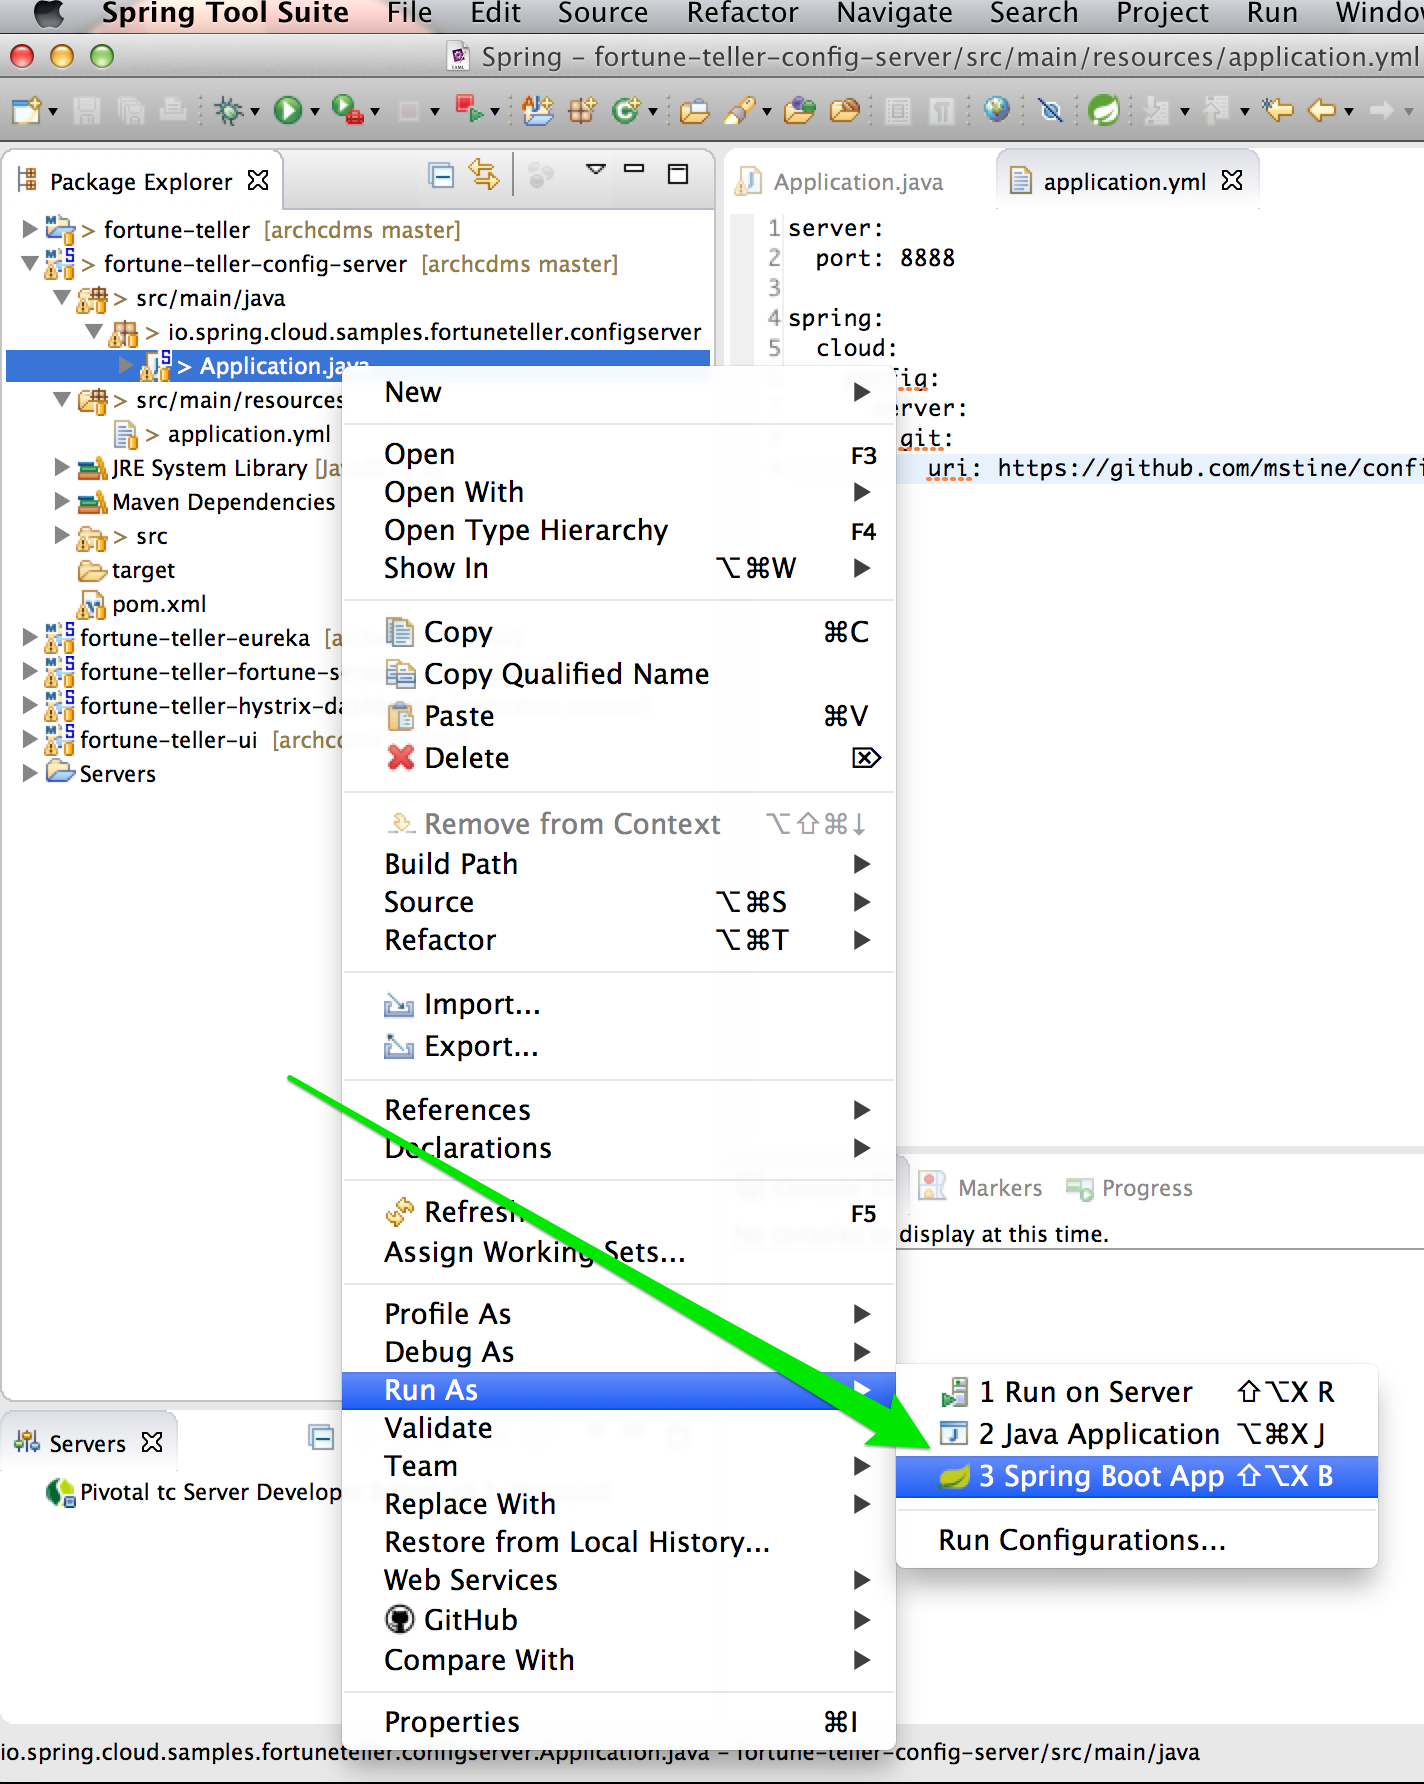 Spring Tool Suite File Edit Source Refactor Navigate Search Project Run
Spring – fortune-teller-config-server/src/main/resources/application.yml
Package Explorer
fortune-teller [archcdms master]
> fortune-teller-config-server [archcdms master]
> src/main/java
> io.spring.cloud.samples.fortuneteller.configserver
> Application.java
> src/main/resources
> application.yml
JRE System Library
Maven Dependencies
> src
target
pom.xml
fortune-teller-eureka
fortune-teller-fortune-s
fortune-teller-hystrix-da
fortune-teller-ui
Servers
Application.java
application.yml
1 server:
2 port: 8888
3
4 spring:
5 cloud:
ig:
erver:
git:
uri: https://github.com/mstine/confi
New
Open F3
Open With
Open Type Hierarchy F4
Show In ⌥⌘W
Copy ⌘C
Copy Qualified Name
Paste ⌘V
Delete ⌦
Remove from Context ⌥⇧⌘↓
Build Path
Source ⌥⌘S
Refactor ⌥⌘T
Import...
Export...
References
Declarations
Refresh F5
Assign Working Sets...
Profile As
Debug As
Run As
Validate
Team
Replace With
Restore from Local History...
Web Services
GitHub
Compare With
Properties ⌘I
1 Run on Server ⇧⌥X R
2 Java Application ⌥⌘X J
3 Spring Boot App ⇧⌥X B
Run Configurations...
Markers
Progress
display at this time.
Servers
Pivotal tc Server Develop
io.spring.cloud.samples.fortuneteller.configserver.Application.java – fortune-teller-config-server/src/main/java